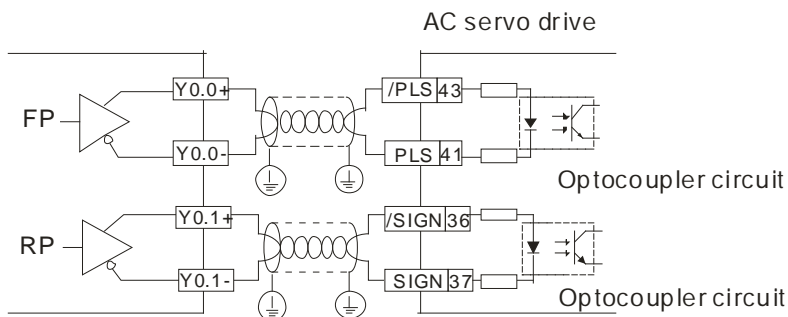 AC servo drive
Y0.0+
/PLS 43
FP
Y0.0-
PLS 41
Optocoupler circuit
Y0.1+
/SIGN 36
RP
Y0.1-
SIGN 37
Optocoupler circuit